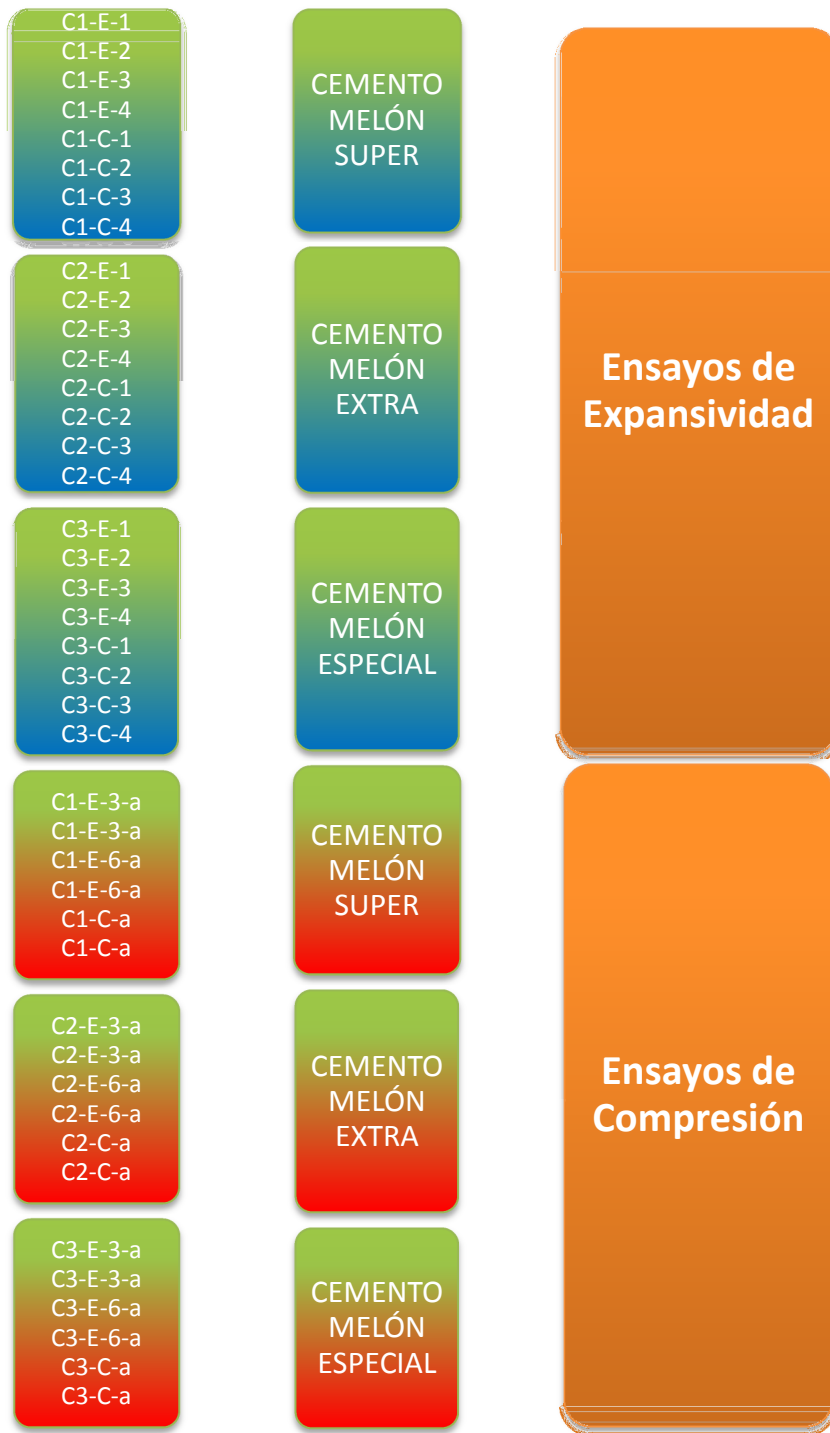 C1-E-1
C1-E-2
C1-E-3
C1-E-4
C1-C-1
C1-C-2
C1-C-3
C1-C-4
CEMENTO
MELÓN
SUPER
C2-E-1
C2-E-2
C2-E-3
C2-E-4
C2-C-1
C2-C-2
C2-C-3
C2-C-4
CEMENTO
MELÓN
EXTRA
C3-E-1
C3-E-2
C3-E-3
C3-E-4
C3-C-1
C3-C-2
C3-C-3
C3-C-4
CEMENTO
MELÓN
ESPECIAL
Ensayos de
Expansividad
C1-E-3-a
C1-E-3-a
C1-E-6-a
C1-E-6-a
C1-C-a
C1-C-a
CEMENTO
MELÓN
SUPER
C2-E-3-a
C2-E-3-a
C2-E-6-a
C2-E-6-a
C2-C-a
C2-C-a
CEMENTO
MELÓN
EXTRA
C3-E-3-a
C3-E-3-a
C3-E-6-a
C3-E-6-a
C3-C-a
C3-C-a
CEMENTO
MELÓN
ESPECIAL
Ensayos de
Compresión